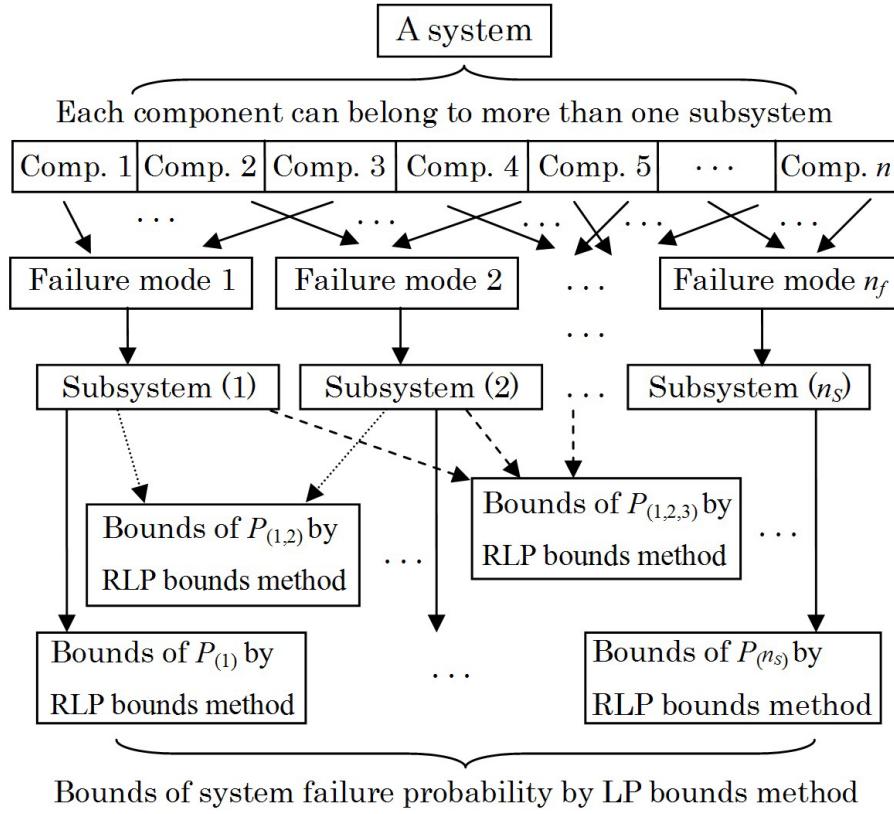 A system
Each component can belong to more than one subsystem
Comp. 1 Comp. 2 Comp. 3 Comp. 4 Comp. 5 ... Comp. n
... ... ... ... ...
Failure mode 1 Failure mode 2 ... Failure mode n_f
...
Subsystem (1) Subsystem (2) ... Subsystem (n_S)
Bounds of P_(1,2) by
RLP bounds method
...
Bounds of P_(1,2,3) by
RLP bounds method
...
Bounds of P_(1) by
RLP bounds method
...
Bounds of P_(n_S) by
RLP bounds method
Bounds of system failure probability by LP bounds method